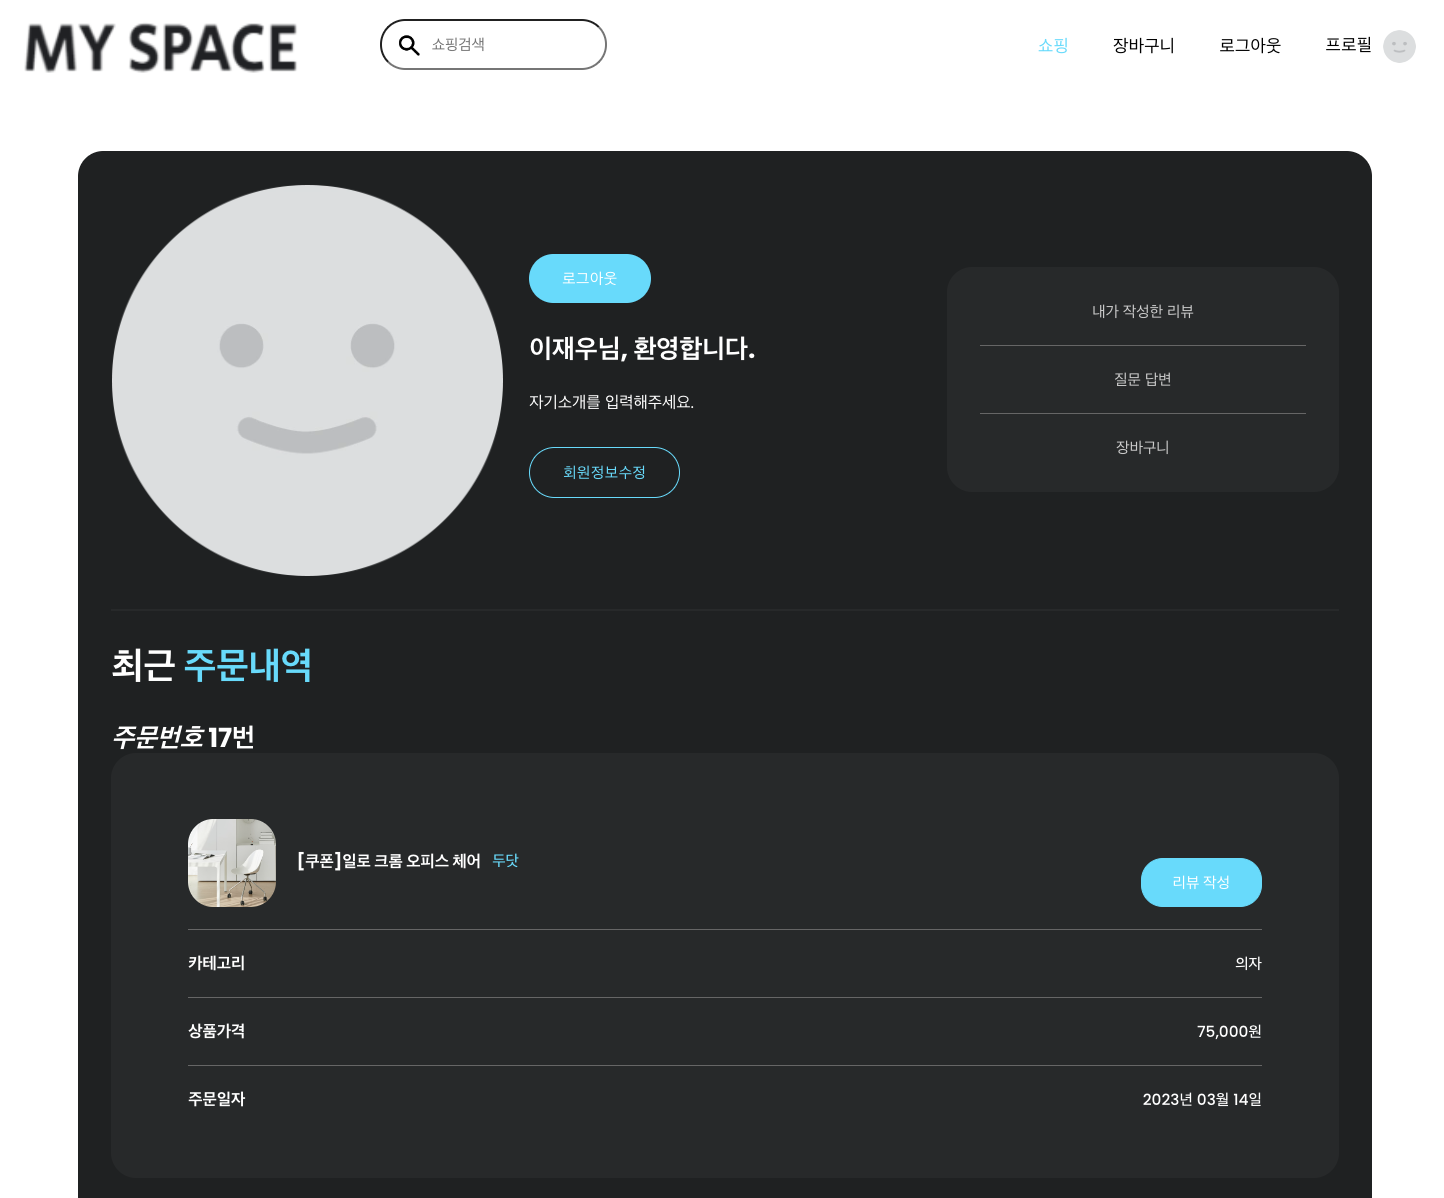 MY SPACE
쇼핑검색
쇼핑
장바구니
로그아웃
프로필
로그아웃
이재우님, 환영합니다.
자기소개를 입력해주세요.
회원정보수정
내가 작성한 리뷰
질문 답변
장바구니
최근 주문내역
주문번호 17번
[쿠폰]일로 크롬 오피스 체어 두닷
리뷰 작성
카테고리 의자
상품가격 75,000원
주문일자 2023년 03월 14일